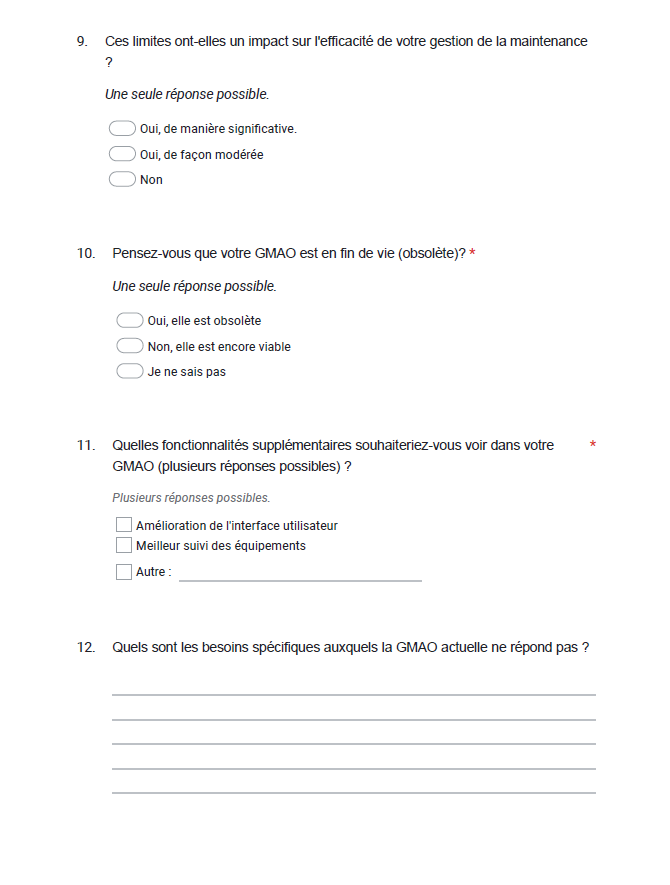 9. Ces limites ont-elles un impact sur l'efficacité de votre gestion de la maintenance
?
Une seule réponse possible.
Oui, de manière significative.
Oui, de façon modérée
Non
10. Pensez-vous que votre GMAO est en fin de vie (obsolète)? *
Une seule réponse possible.
Oui, elle est obsolète
Non, elle est encore viable
Je ne sais pas
11. Quelles fonctionnalités supplémentaires souhaiteriez-vous voir dans votre *
GMAO (plusieurs réponses possibles) ?
Plusieurs réponses possibles.
Amélioration de l'interface utilisateur
Meilleur suivi des équipements
Autre :
12. Quels sont les besoins spécifiques auxquels la GMAO actuelle ne répond pas ?